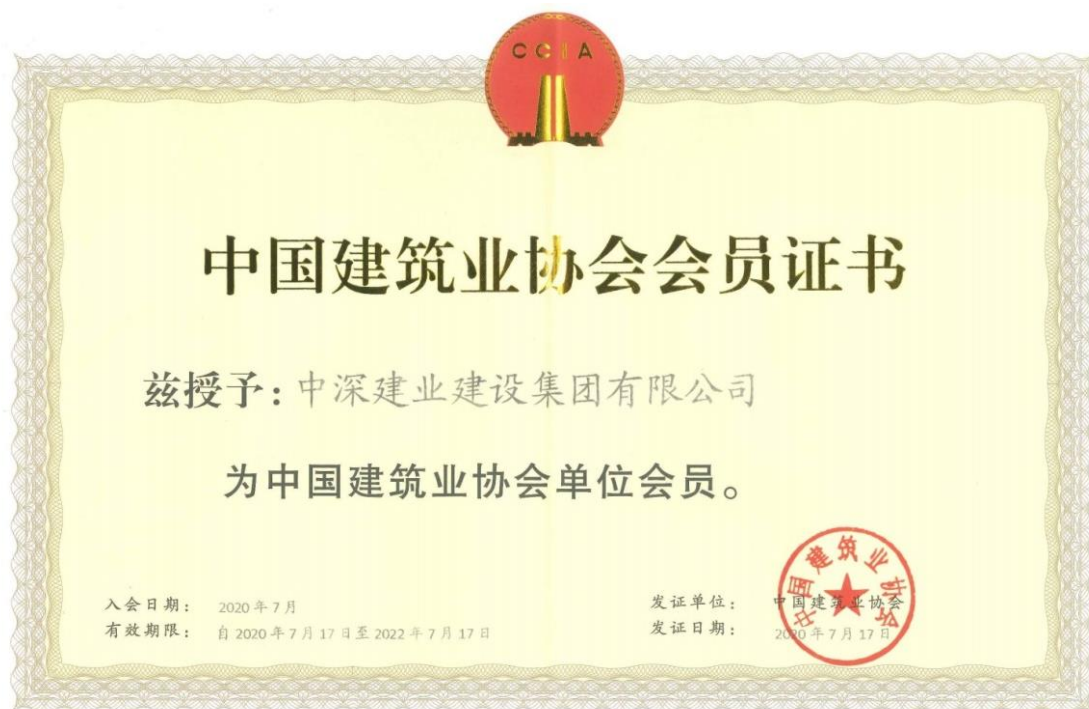 CCIA
中国建筑业协会会员证书
兹授予：中深建业建设集团有限公司
为中国建筑业协会单位会员。
入会日期： 2020年7月
有效期限： 自2020年7月17日至2022年7月17日
发证单位： 中国建筑业协会
发证日期： 2020年7月17日
中国建筑业协会